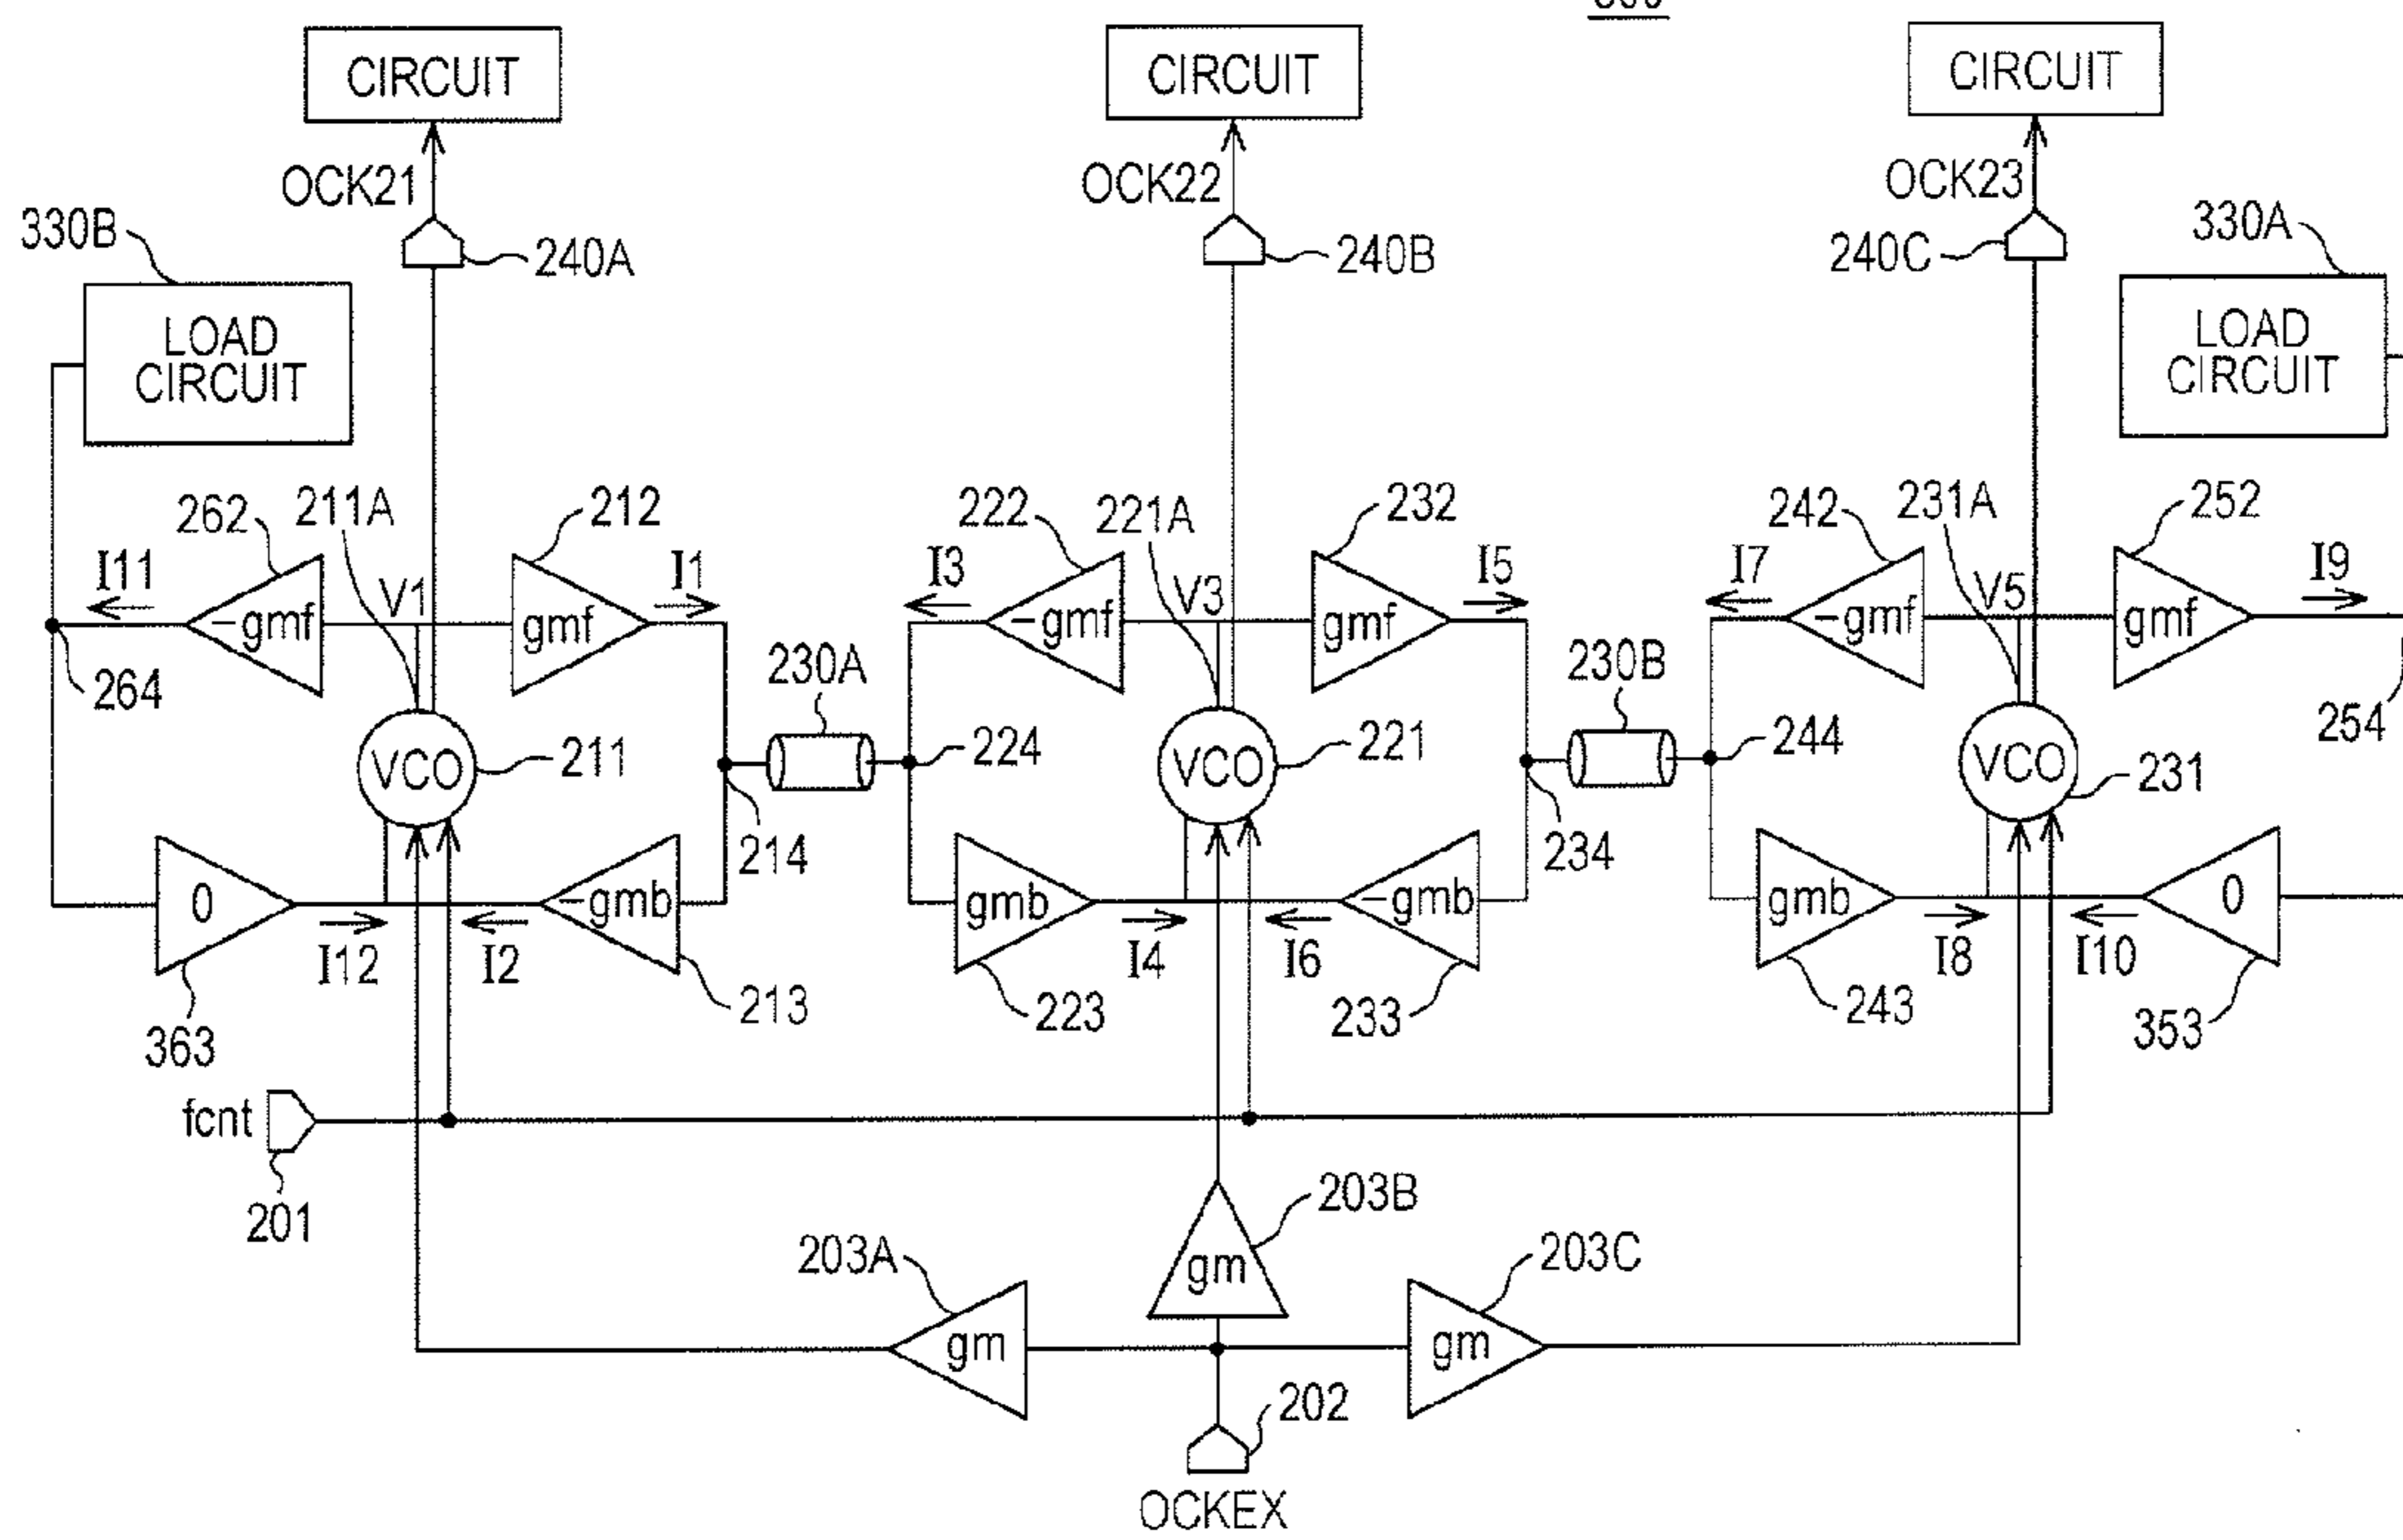 CIRCUIT
CIRCUIT
CIRCUIT
OCK21
OCK22
OCK23
330B
240A
240B
240C
330A
LOAD
CIRCUIT
LOAD
CIRCUIT
262
211A
212
222
221A
232
242
231A
252
I11
V1
I1
I3
V3
I5
I7
V5
I9
-gmf
gmf
-gmf
gmf
-gmf
gmf
264
230A
230B
254
VCO
211
224
VCO
221
244
VCO
231
214
234
0
-gmb
gmb
-gmb
gmb
0
I12
I2
I4
I6
I8
I10
363
213
223
233
243
353
fcnt
201
203B
gm
203A
203C
gm
gm
202
OCKEX